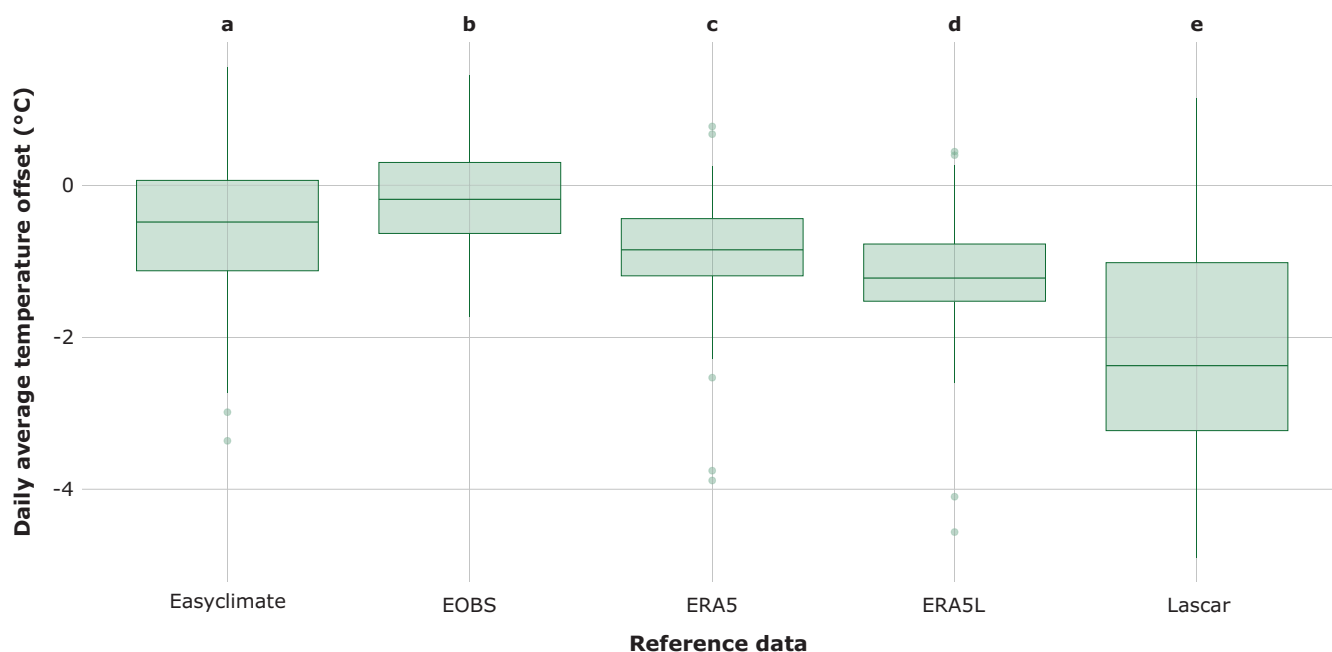 a b c d e
Daily average temperature offset (°C)
0
-2
-4
Easyclimate EOBS ERA5 ERA5L Lascar
Reference data